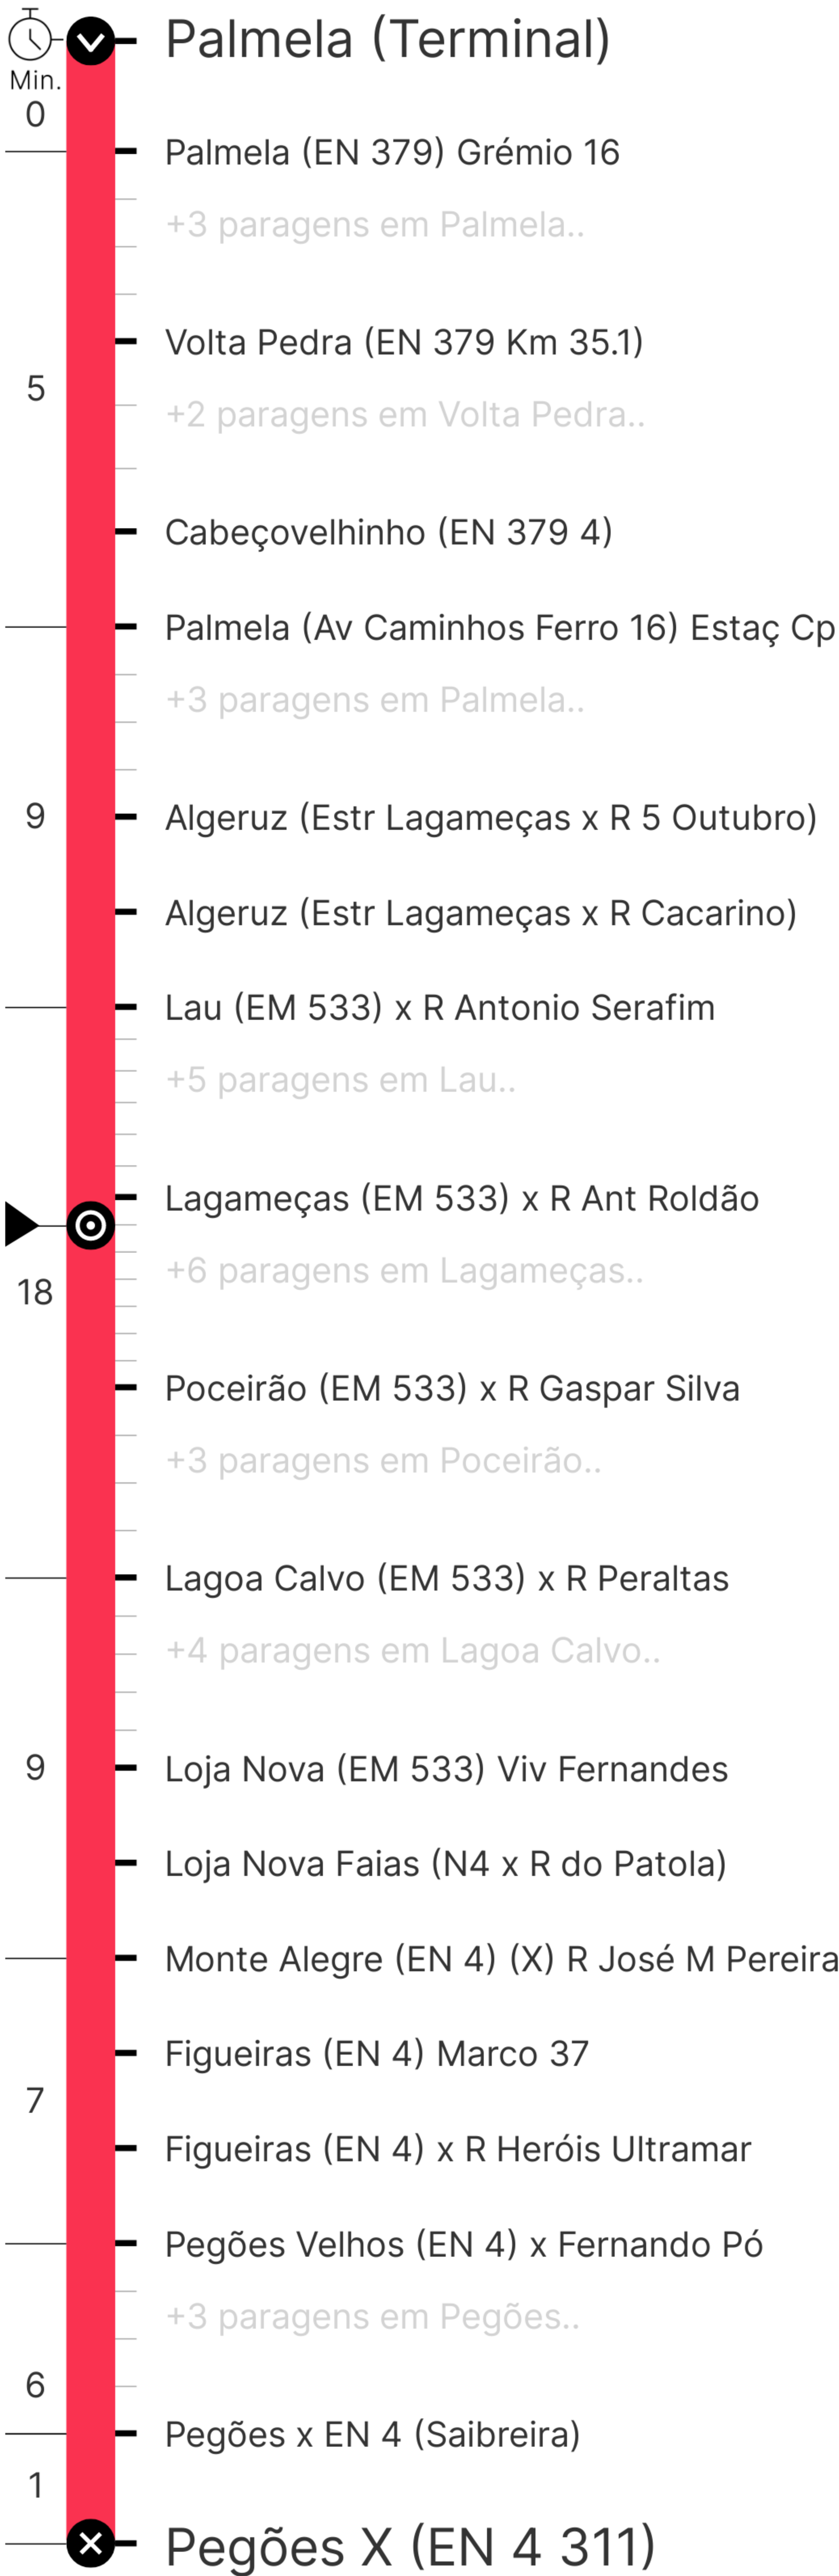 Palmela (Terminal)
Min.
0
Palmela (EN 379) Grémio 16
+3 paragens em Palmela..
Volta Pedra (EN 379 Km 35.1)
5
+2 paragens em Volta Pedra..
Cabeçovelhinho (EN 379 4)
Palmela (Av Caminhos Ferro 16) Estaç Cp
+3 paragens em Palmela..
9
Algeruz (Estr Lagameças x R 5 Outubro)
Algeruz (Estr Lagameças x R Cacarino)
Lau (EM 533) x R Antonio Serafim
+5 paragens em Lau..
Lagameças (EM 533) x R Ant Roldão
+6 paragens em Lagameças..
18
Poceirão (EM 533) x R Gaspar Silva
+3 paragens em Poceirão..
Lagoa Calvo (EM 533) x R Peraltas
+4 paragens em Lagoa Calvo..
9
Loja Nova (EM 533) Viv Fernandes
Loja Nova Faias (N4 x R do Patola)
Monte Alegre (EN 4) (X) R José M Pereira
Figueiras (EN 4) Marco 37
7
Figueiras (EN 4) x R Heróis Ultramar
Pegões Velhos (EN 4) x Fernando Pó
+3 paragens em Pegões..
6
Pegões x EN 4 (Saibreira)
1
Pegões X (EN 4 311)